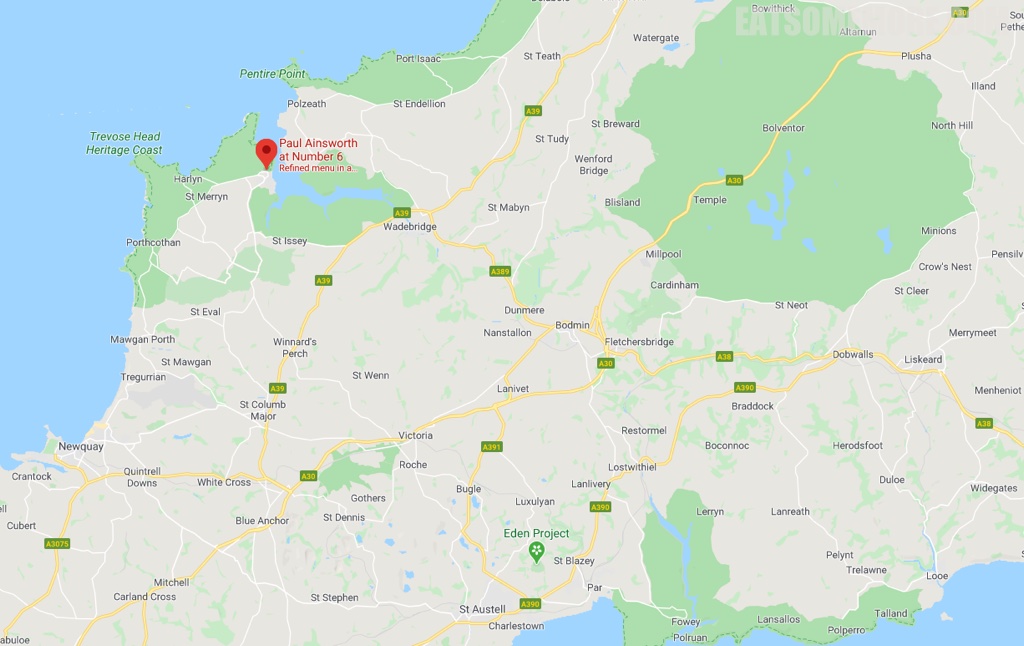 Delabole
Bowithick
A30
EATSOM
Watergate
Altarnun
Plusha
Port Isaac
St Teath
Pentire Point
Illand
Polzeath
St Endellion
A39
St Breward
Bolventor
North Hill
Trevose Head
Heritage Coast
St Tudy
Paul Ainsworth
at Number 6
Refined menu in a..
Wenford
Bridge
Harlyn
A30
St Merryn
St Mabyn
Blisland
Temple
A39
Wadebridge
Minions
Porthcothan
St Issey
Millpool
Pensilv
Crow's Nest
A39
A389
Cardinham
St Cleer
St Eval
Dunmere
St Neot
Nanstallon
Bodmin
Merrymeet
Mawgan Porth
Winnard's
Perch
Fletchersbridge
Dobwalls
Liskeard
St Mawgan
A30
A38
Tregurrian
St Wenn
A39
Lanivet
A390
Menheniot
St Columb
Major
Braddock
A38
Newquay
Victoria
Restormel
A391
Boconnoc
Herodsfoot
Crantock
Quintrell
Downs
White Cross
A30
Roche
Lostwithiel
Duloe
Bugle
Lanlivery
Widegates
Gothers
Luxulyan
A390
Lerryn
Lanreath
Cubert
Blue Anchor
St Dennis
A3075
Eden Project
St Blazey
Pelynt
Trelawne
Looe
Mitchell
Carland Cross
St Stephen
Par
A390
St Austell
Talland
Charlestown
Fowey
Lansallos
Polperro
Polruan